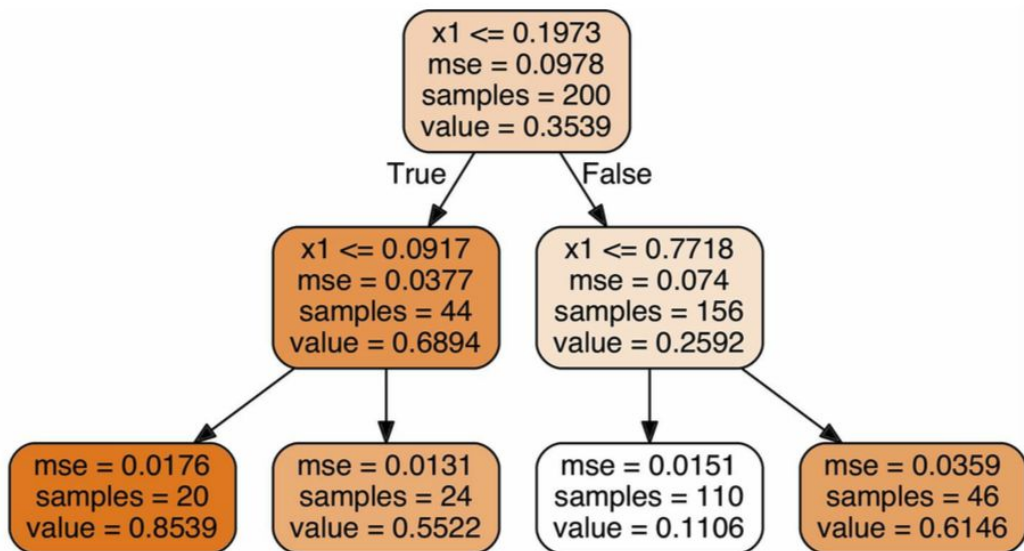 x1 <= 0.1973
mse = 0.0978
samples = 200
value = 0.3539
True
False
x1 <= 0.0917
mse = 0.0377
samples = 44
value = 0.6894
x1 <= 0.7718
mse = 0.074
samples = 156
value = 0.2592
mse = 0.0176
samples = 20
value = 0.8539
mse = 0.0131
samples = 24
value = 0.5522
mse = 0.0151
samples = 110
value = 0.1106
mse = 0.0359
samples = 46
value = 0.6146